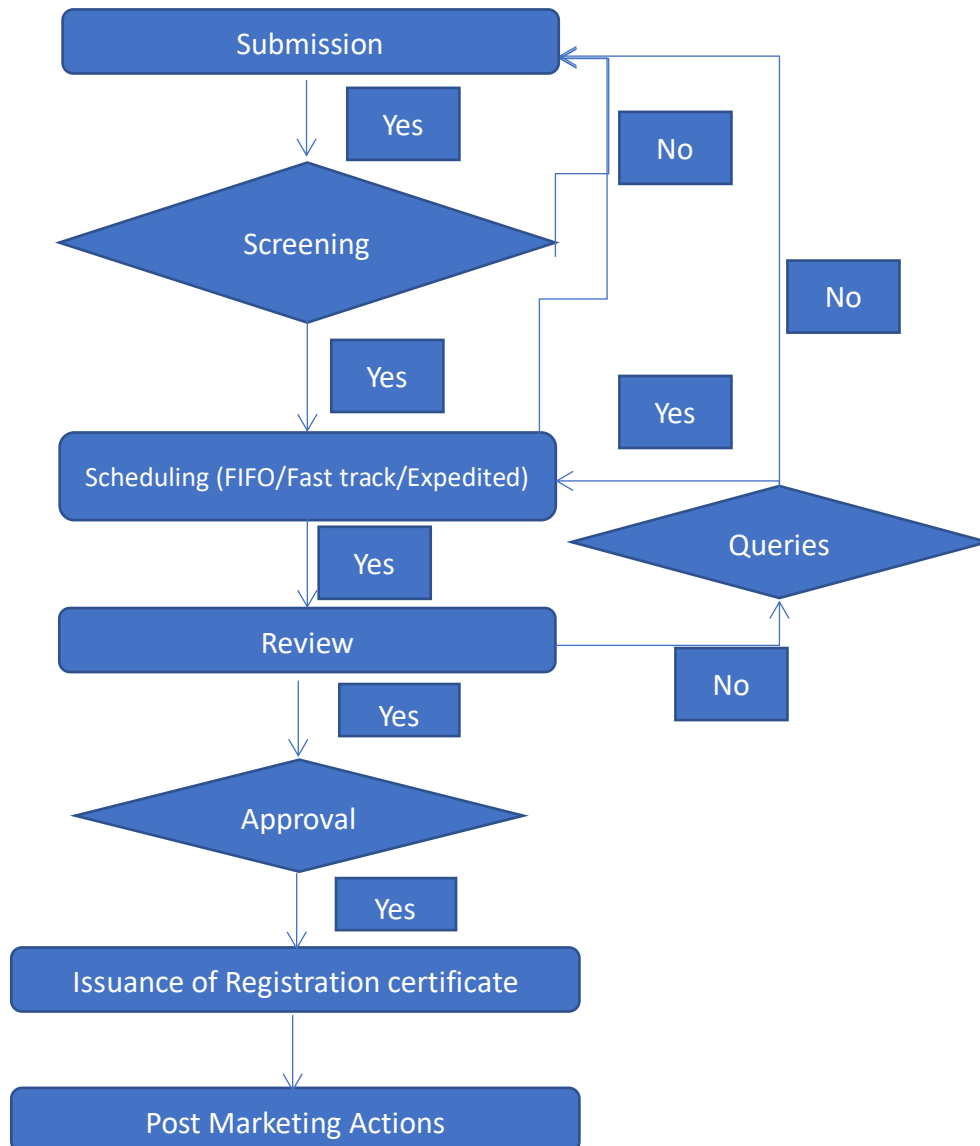 Submission
Yes
No
Screening
No
Yes
Yes
Scheduling (FIFO/Fast track/Expedited)
Queries
Yes
Review
No
Yes
Approval
Yes
Issuance of Registration certificate
Post Marketing Actions